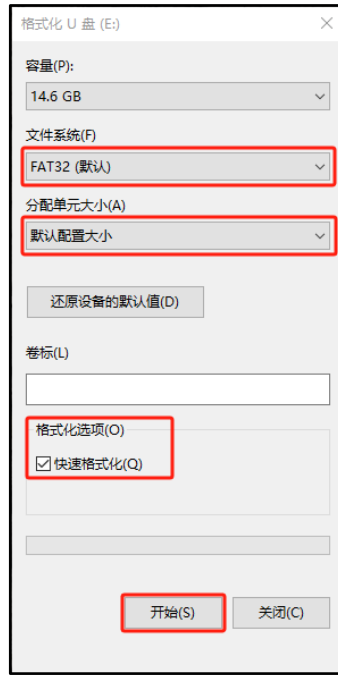 格式化 U 盘 (E:)
容量(P):
14.6 GB
文件系统(F)
FAT32 (默认)
分配单元大小(A)
默认配置大小
还原设备的默认值(D)
卷标(L)
格式化选项(O)
快速格式化(Q)
开始(S) 关闭(C)